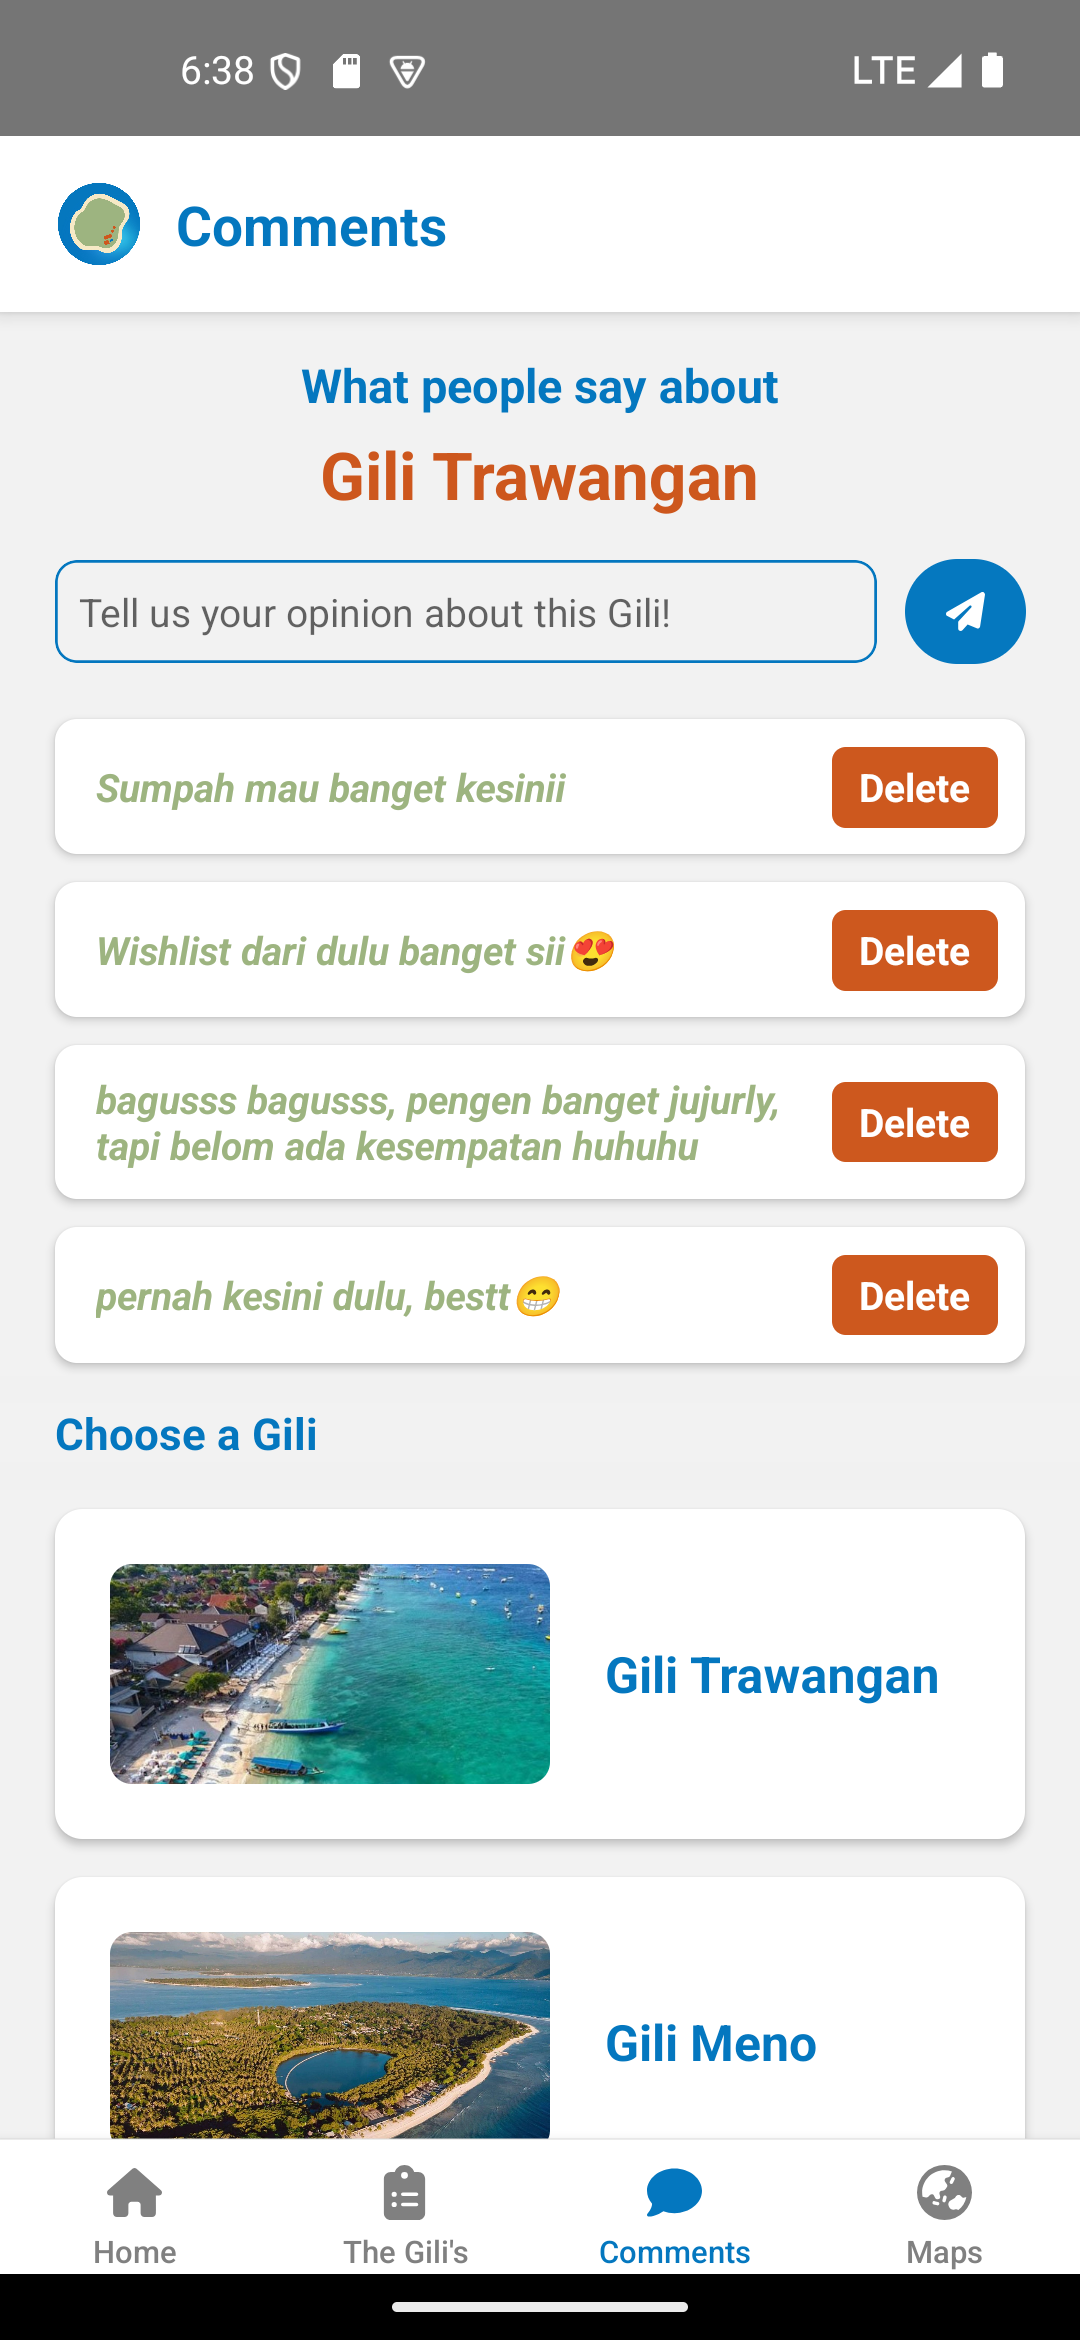 6:38
LTE
Comments
What people say about
Gili Trawangan
Tell us your opinion about this Gili!
Sumpah mau banget kesinii
Delete
Wishlist dari dulu banget sii😍
Delete
bagusss bagusss, pengen banget jujurly,
tapi belom ada kesempatan huhuhu
Delete
pernah kesini dulu, bestt😁
Delete
Choose a Gili
Gili Trawangan
Gili Meno
Home
The Gili's
Comments
Maps